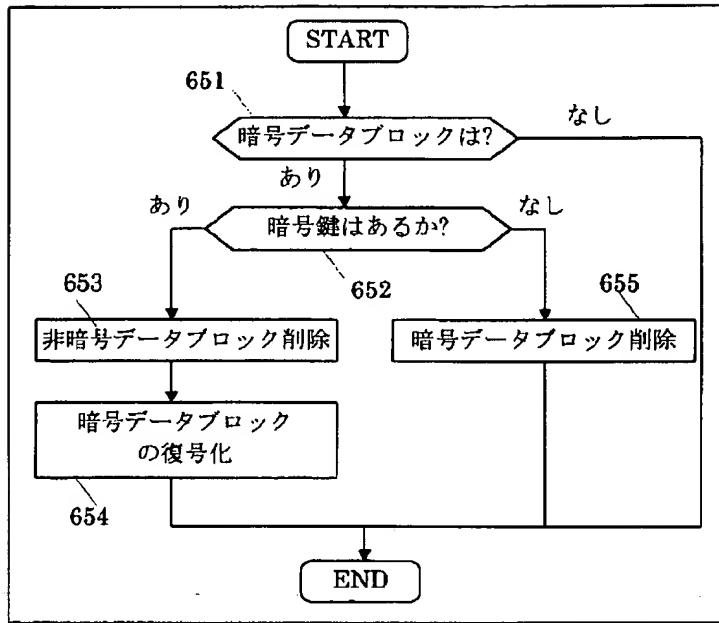 START
651
暗号データブロックは?
なし
あり
あり
暗号鍵はあるか?
なし
652
653
655
非暗号データブロック削除
暗号データブロック削除
暗号データブロック
の復号化
654
END